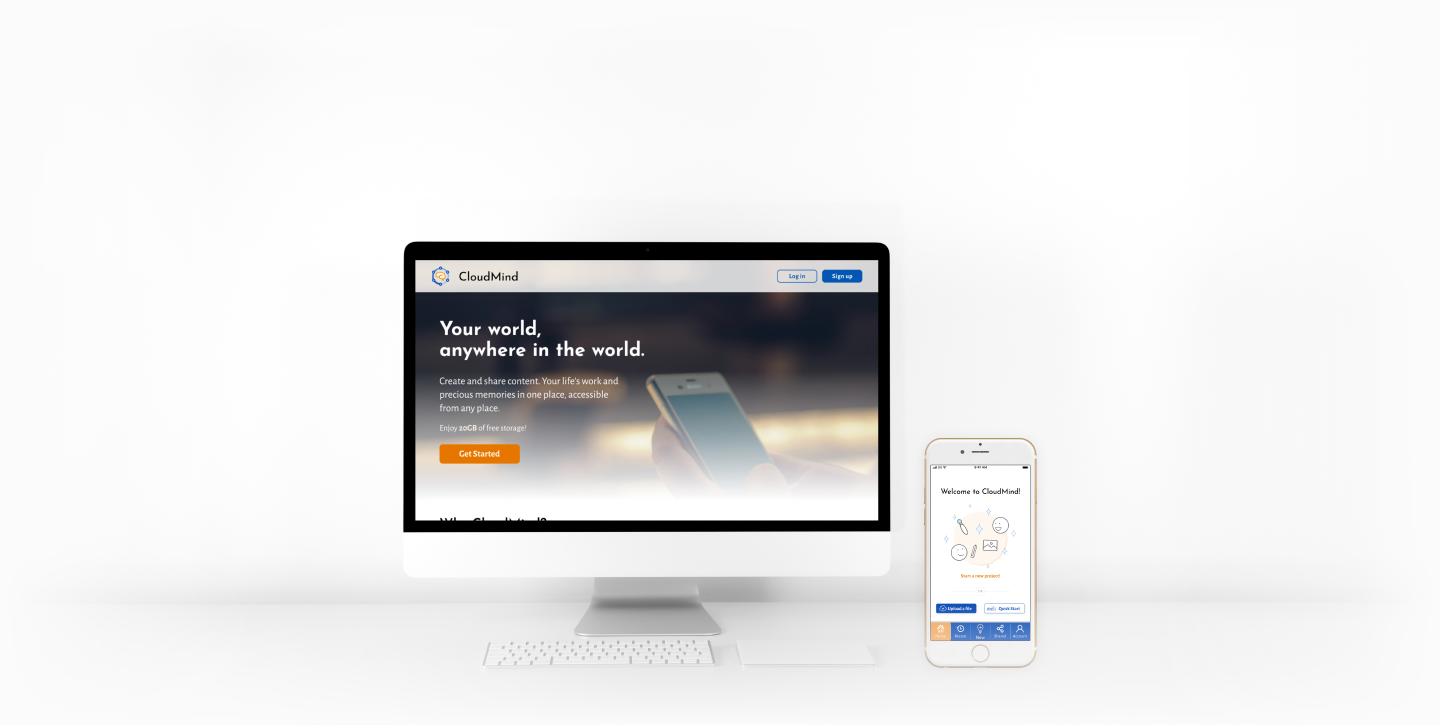 CloudMind
Log in
Sign up
Your world,
anywhere in the world.
Create and share content. Your life's work and
precious memories in one place, accessible
from any place.
Enjoy 20GB of free storage!
Get Started
Why CloudMind?
9:41 AM
Welcome to CloudMind!
Start a new project!
Upload a file
Quick Start
Home
New
Shared
Account